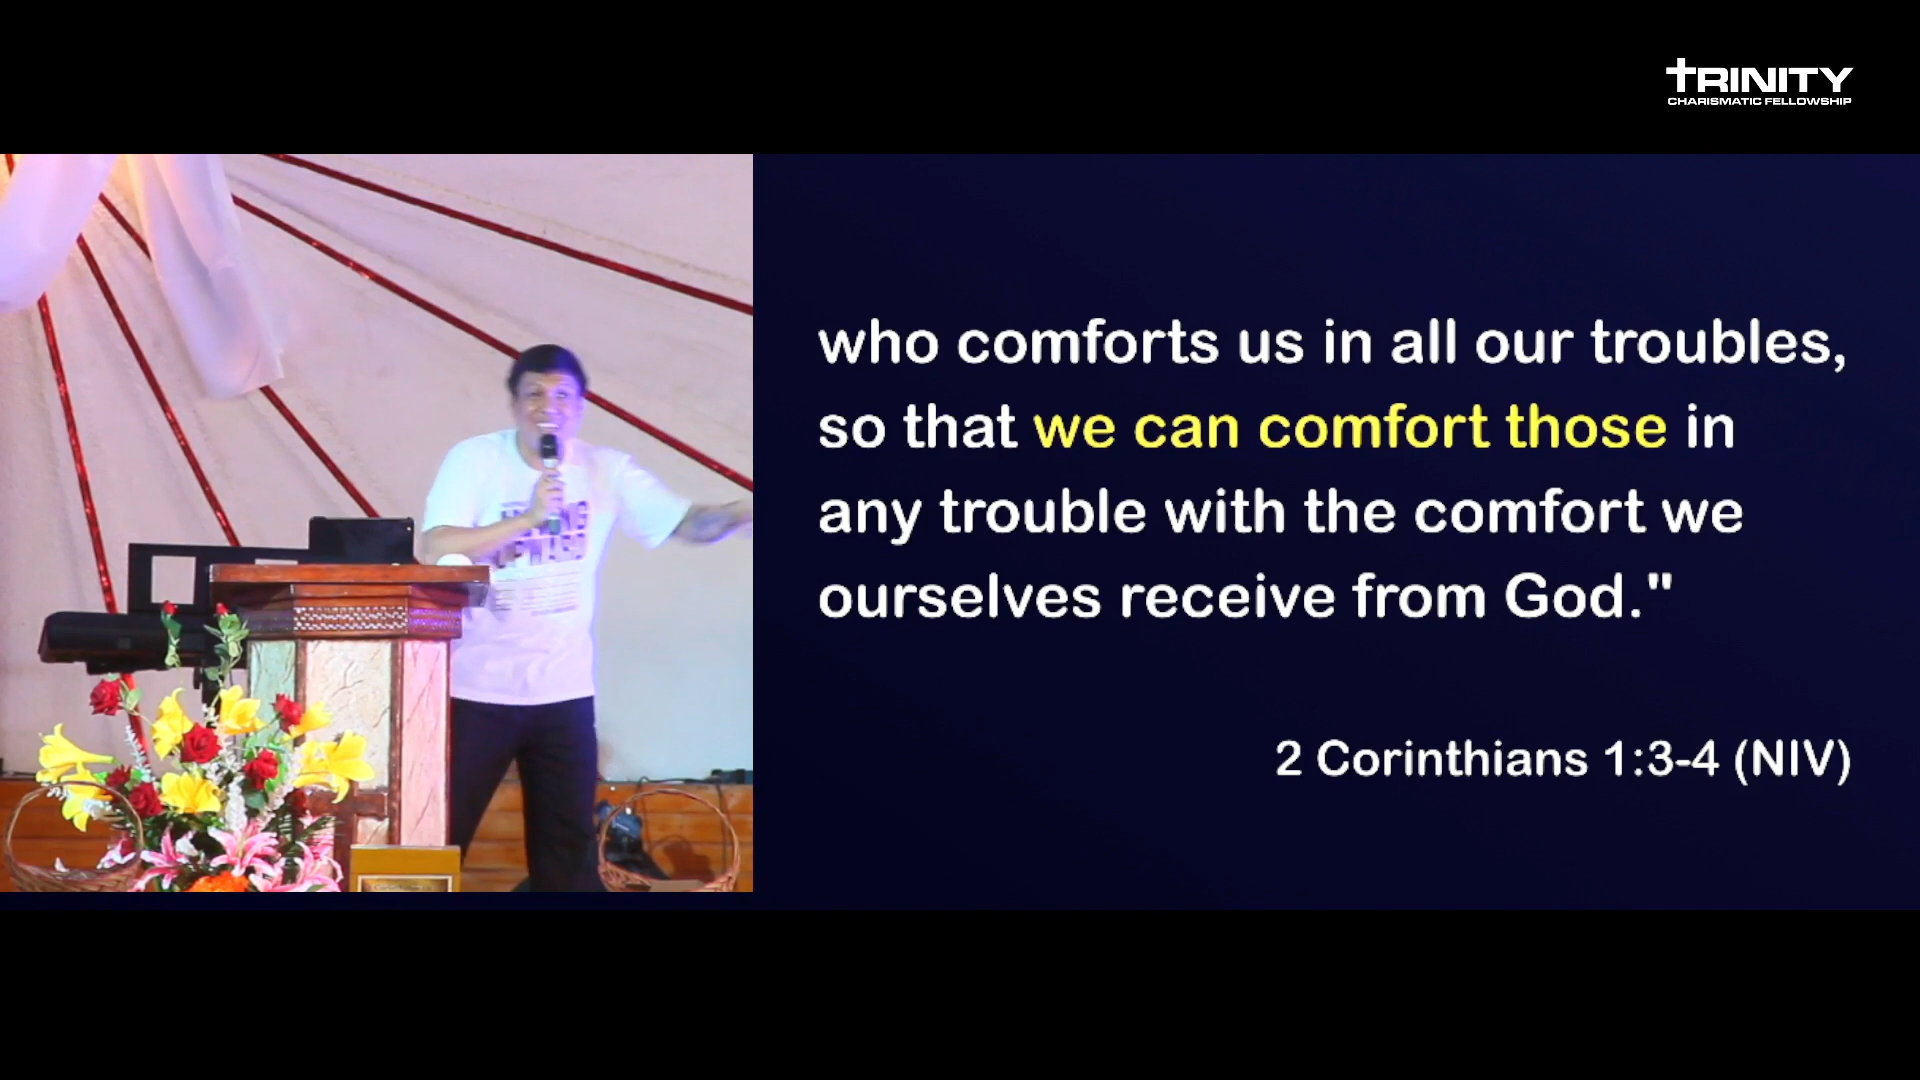 TRINITY
CHARISMATIC FELLOWSHIP
who comforts us in all our troubles,
so that we can comfort those in
any trouble with the comfort we
ourselves receive from God."
2 Corinthians 1:3-4 (NIV)